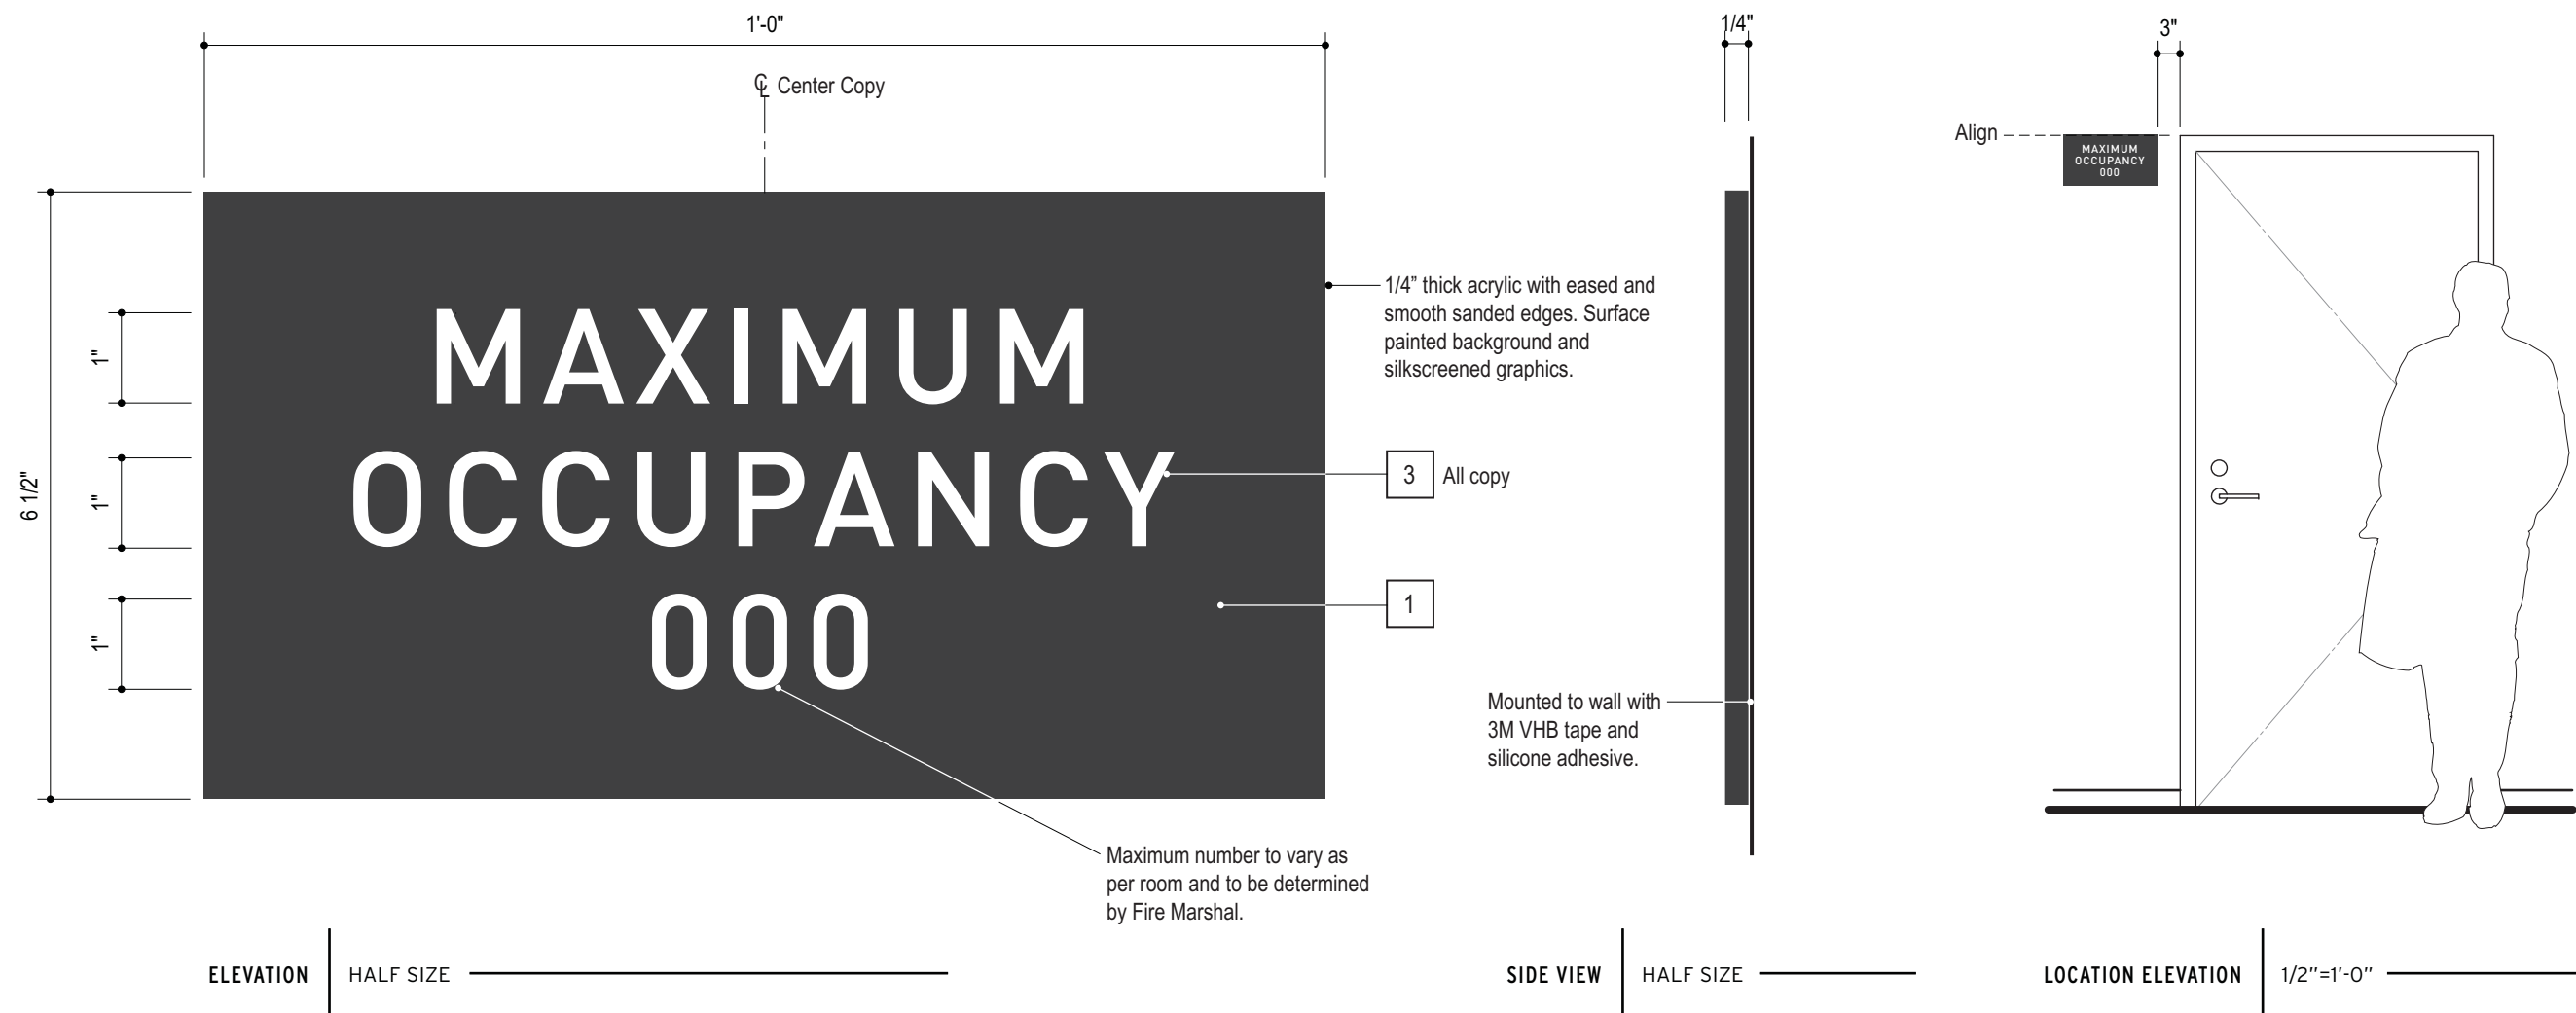 1'-0"
℄ Center Copy
6 1/2"
1"
1"
1"
MAXIMUM
OCCUPANCY
000
1/4” thick acrylic with eased and
smooth sanded edges. Surface
painted background and
silkscreened graphics.
3 All copy
1
Maximum number to vary as
per room and to be determined
by Fire Marshal.
ELEVATION HALF SIZE
1/4"
Mounted to wall with
3M VHB tape and
silicone adhesive.
SIDE VIEW HALF SIZE
3"
Align
MAXIMUM
OCCUPANCY
000
LOCATION ELEVATION 1/2"=1'-0"